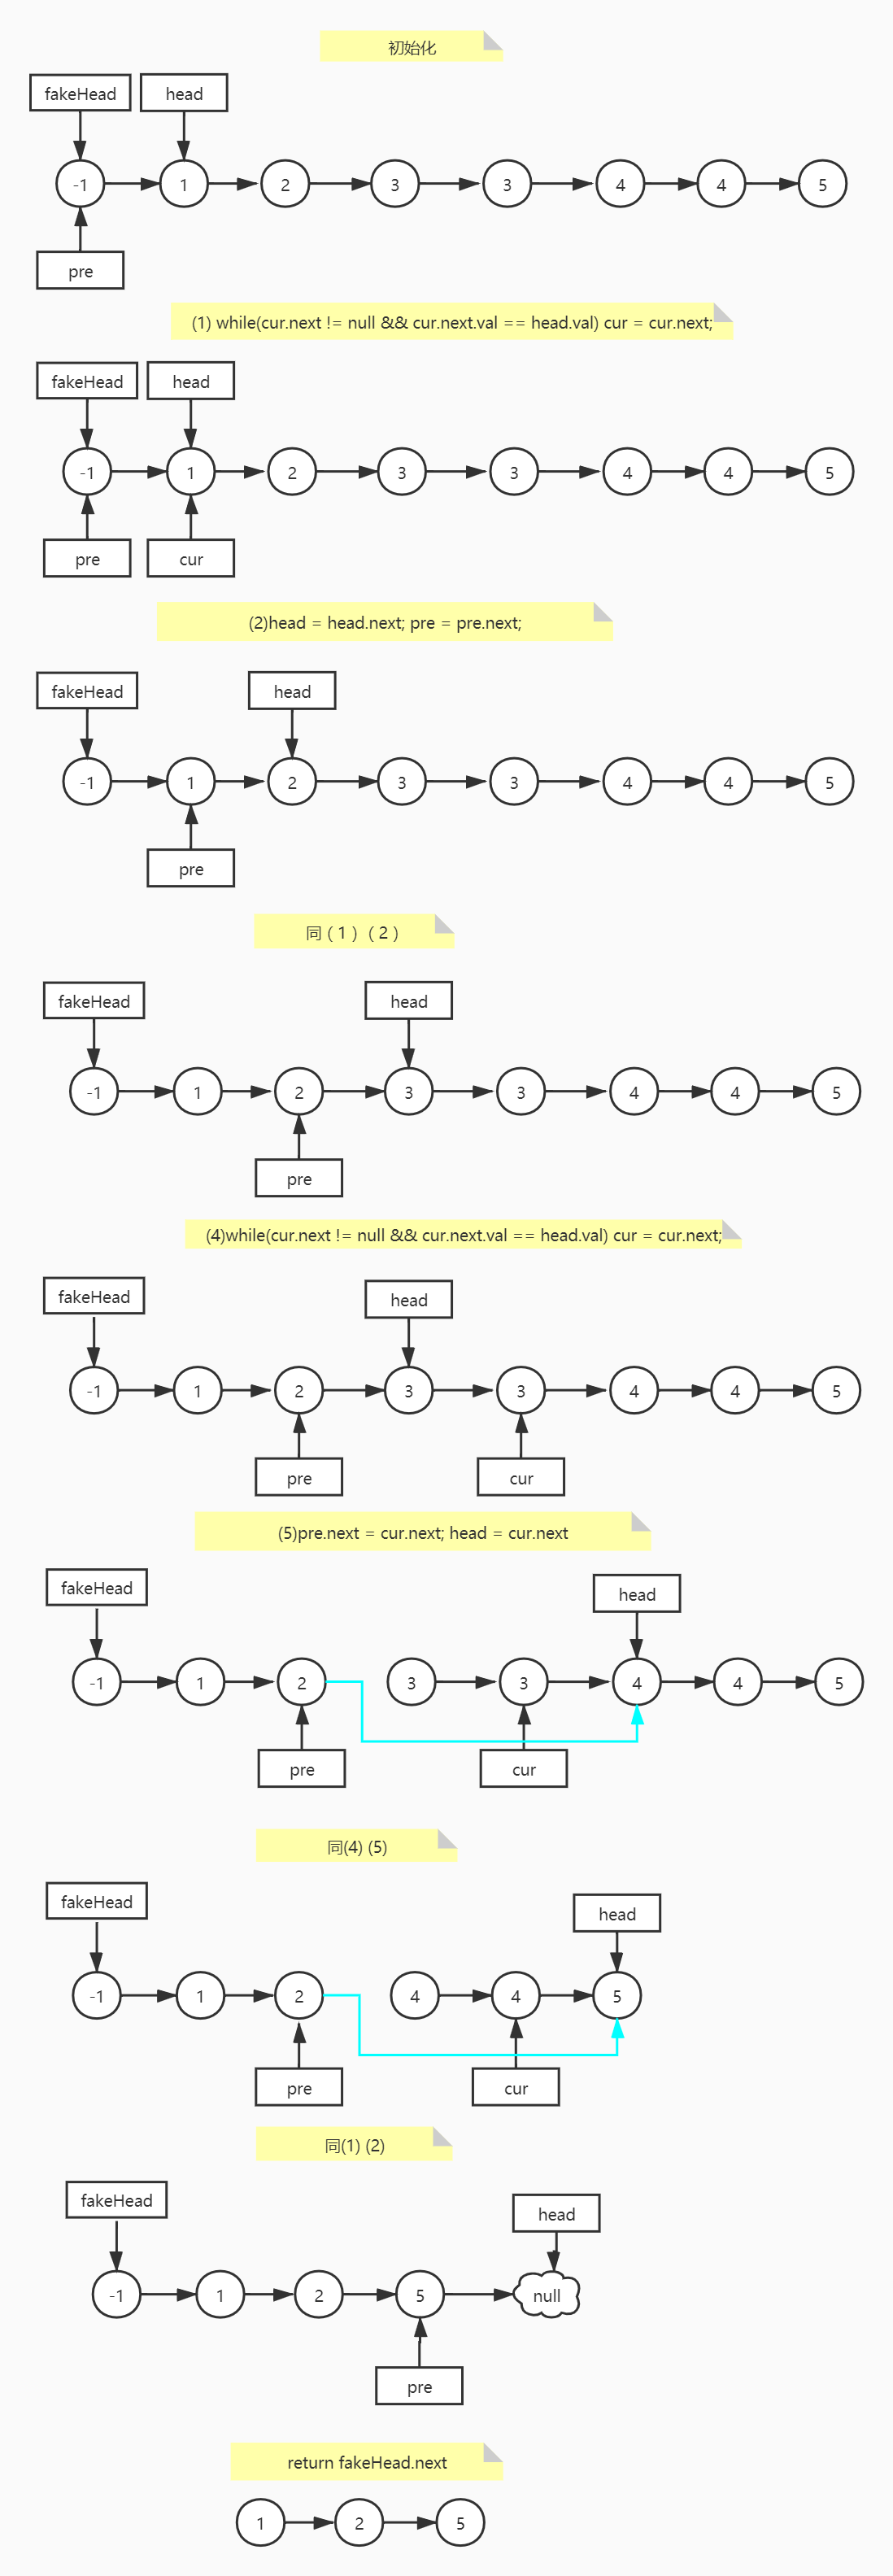 初始化
fakeHead head
-1 1 2 3 3 4 4 5
pre
(1) while(cur.next != null && cur.next.val == head.val) cur = cur.next;
fakeHead head
-1 1 2 3 3 4 4 5
pre cur
(2)head = head.next; pre = pre.next;
fakeHead head
-1 1 2 3 3 4 4 5
pre
同（1）（2）
fakeHead head
-1 1 2 3 3 4 4 5
pre
(4)while(cur.next != null && cur.next.val == head.val) cur = cur.next;
fakeHead head
-1 1 2 3 3 4 4 5
pre cur
(5)pre.next = cur.next; head = cur.next
fakeHead head
-1 1 2 3 3 4 4 5
pre cur
同(4) (5)
fakeHead head
-1 1 2 4 4 5
pre cur
同(1) (2)
fakeHead head
-1 1 2 5 null
pre
return fakeHead.next
1 2 5